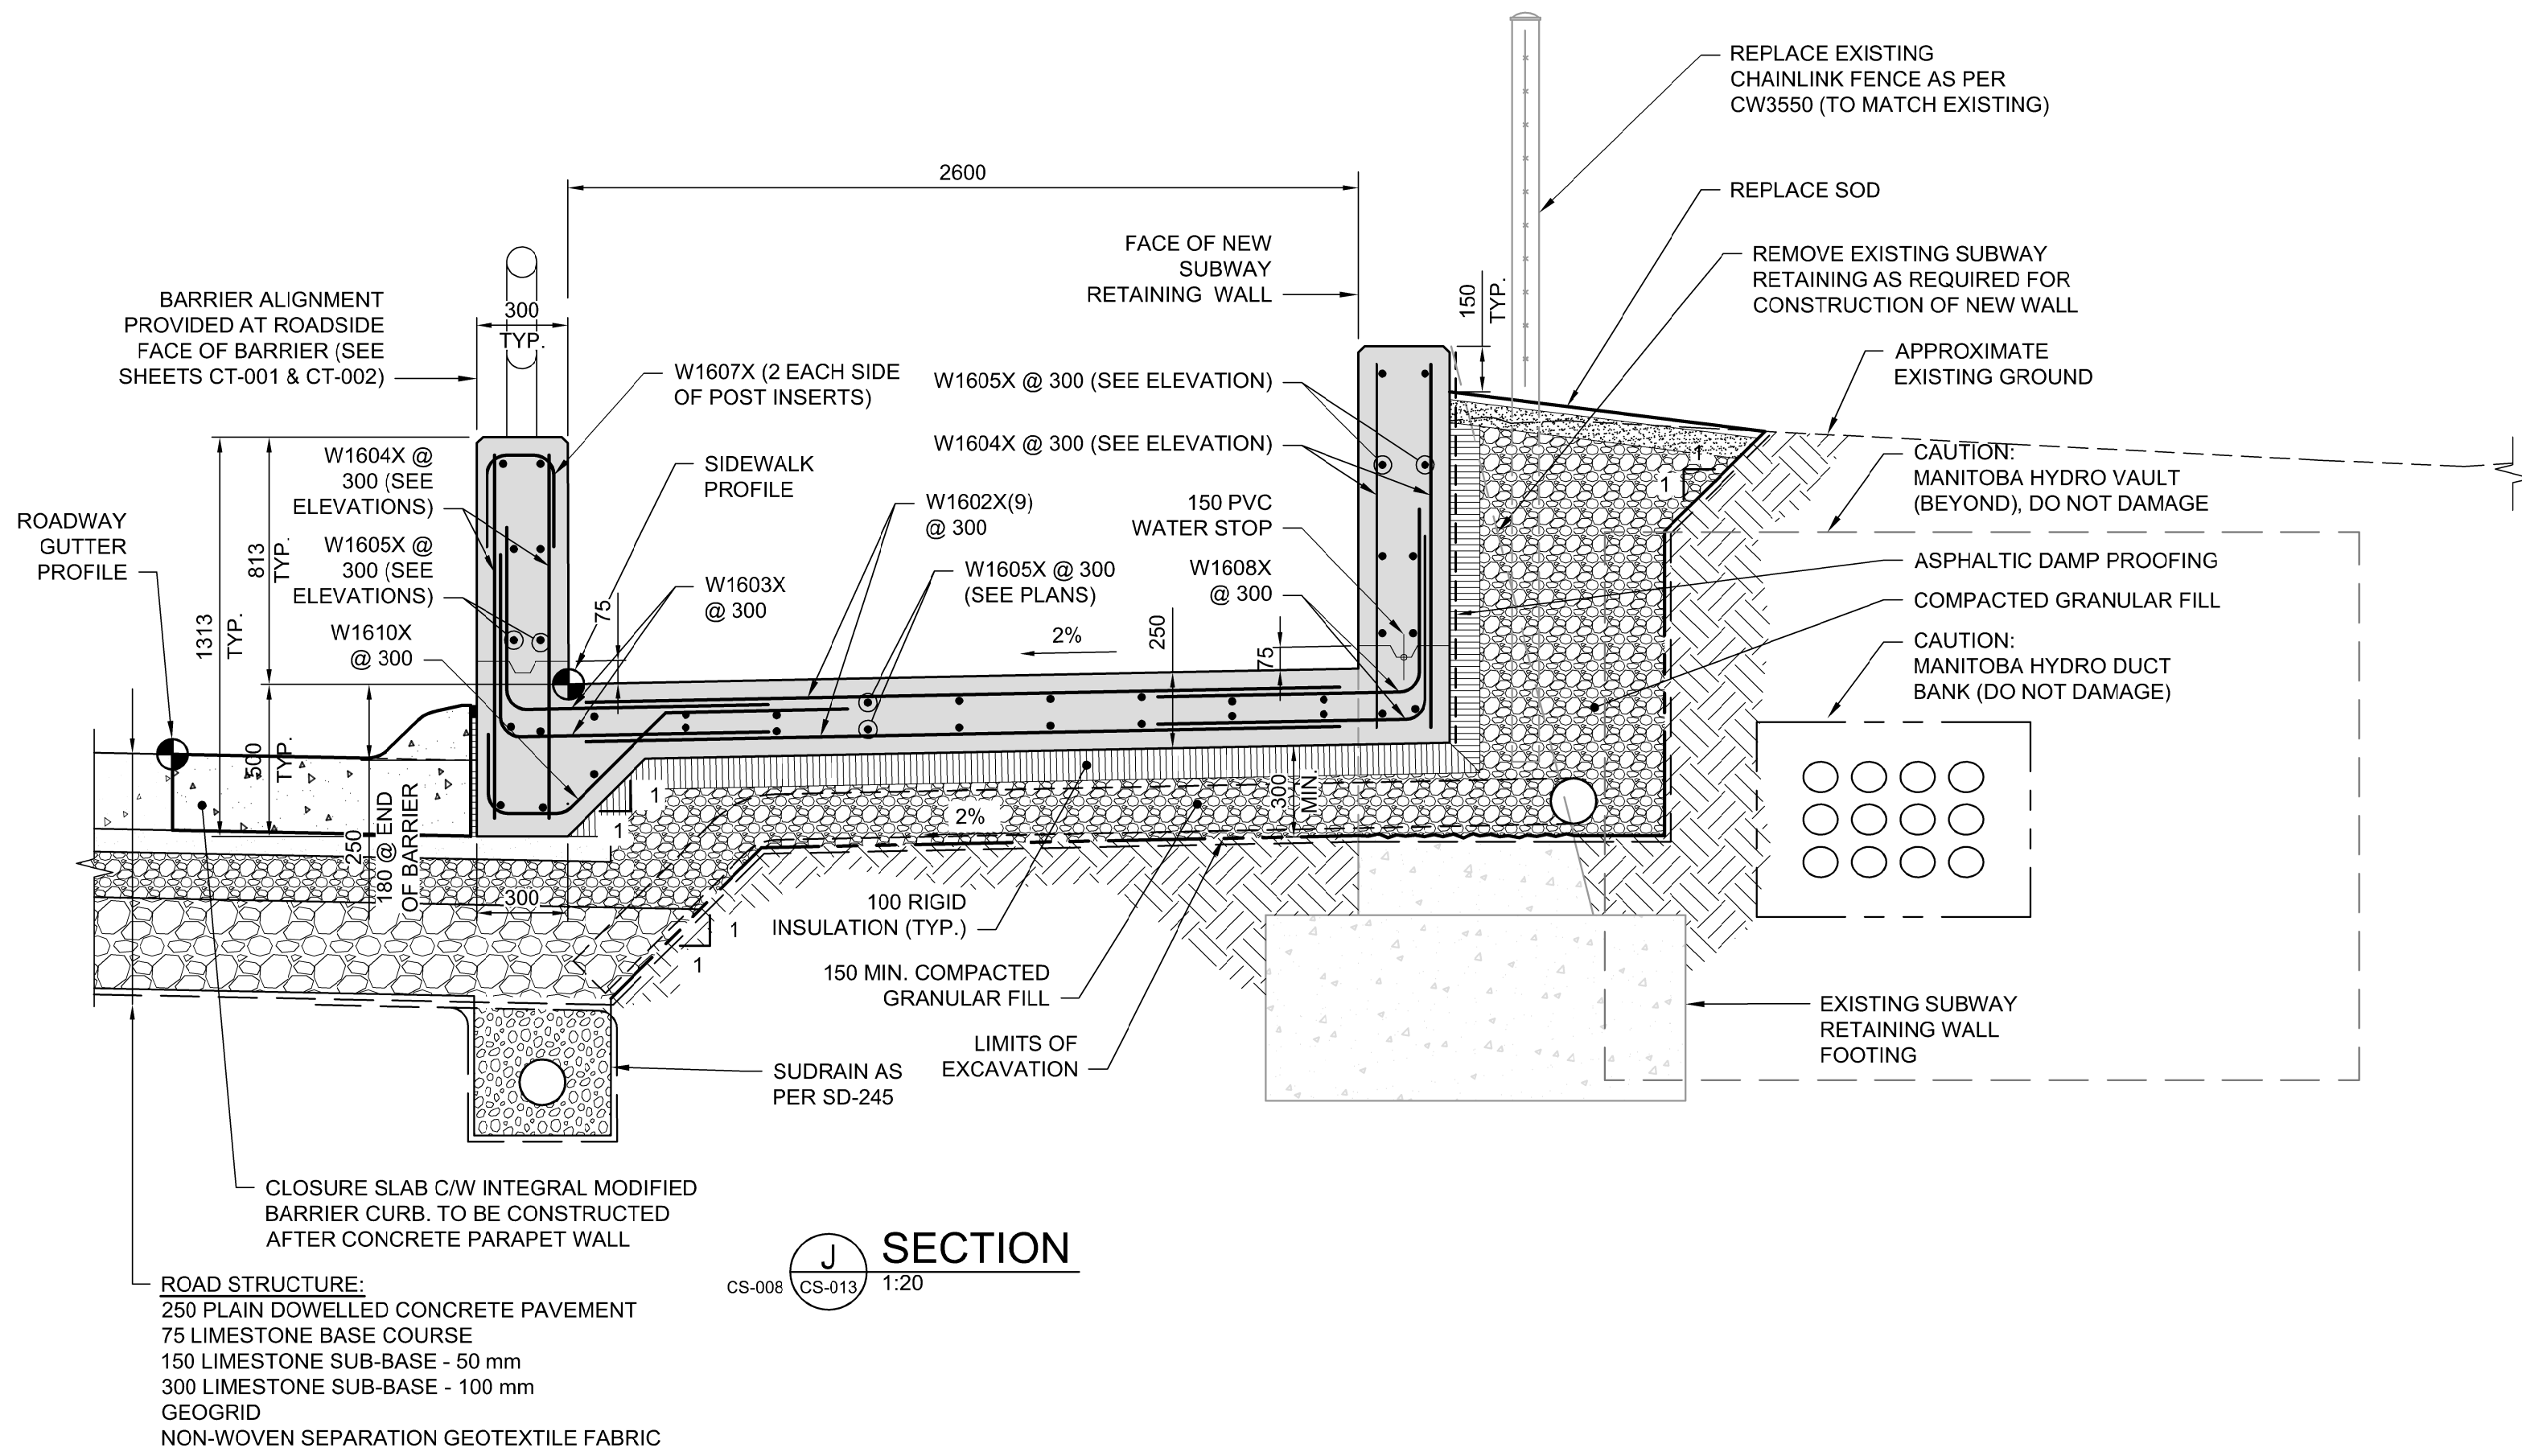 REPLACE EXISTING
CHAINLINK FENCE AS PER
CW3550 (TO MATCH EXISTING)
2600
REPLACE SOD
FACE OF NEW
SUBWAY
RETAINING WALL
REMOVE EXISTING SUBWAY
RETAINING AS REQUIRED FOR
CONSTRUCTION OF NEW WALL
150
TYP.
BARRIER ALIGNMENT
PROVIDED AT ROADSIDE
FACE OF BARRIER (SEE
SHEETS CT-001 & CT-002)
300
TYP.
APPROXIMATE
EXISTING GROUND
W1607X (2 EACH SIDE
OF POST INSERTS)
W1605X @ 300 (SEE ELEVATION)
W1604X @ 300 (SEE ELEVATION)
W1604X @
300 (SEE
ELEVATIONS)
SIDEWALK
PROFILE
CAUTION:
MANITOBA HYDRO VAULT
(BEYOND), DO NOT DAMAGE
1
1
W1602X(9)
@ 300
150 PVC
WATER STOP
ROADWAY
GUTTER
PROFILE
W1605X @
300 (SEE
ELEVATIONS)
813
TYP.
W1603X
@ 300
W1605X @ 300
(SEE PLANS)
W1608X
@ 300
ASPHALTIC DAMP PROOFING
COMPACTED GRANULAR FILL
1313
TYP.
W1610X
@ 300
75
2%
250
75
CAUTION:
MANITOBA HYDRO DUCT
BANK (DO NOT DAMAGE)
500
TYP.
250
180 @ END
OF BARRIER
1
1
2%
300
MIN.
300
1
1
100 RIGID
INSULATION (TYP.)
150 MIN. COMPACTED
GRANULAR FILL
LIMITS OF
EXCAVATION
EXISTING SUBWAY
RETAINING WALL
FOOTING
SUDRAIN AS
PER SD-245
CLOSURE SLAB C/W INTEGRAL MODIFIED
BARRIER CURB. TO BE CONSTRUCTED
AFTER CONCRETE PARAPET WALL
J SECTION
CS-008 CS-013 1:20
ROAD STRUCTURE:
250 PLAIN DOWELLED CONCRETE PAVEMENT
75 LIMESTONE BASE COURSE
150 LIMESTONE SUB-BASE - 50 mm
300 LIMESTONE SUB-BASE - 100 mm
GEOGRID
NON-WOVEN SEPARATION GEOTEXTILE FABRIC